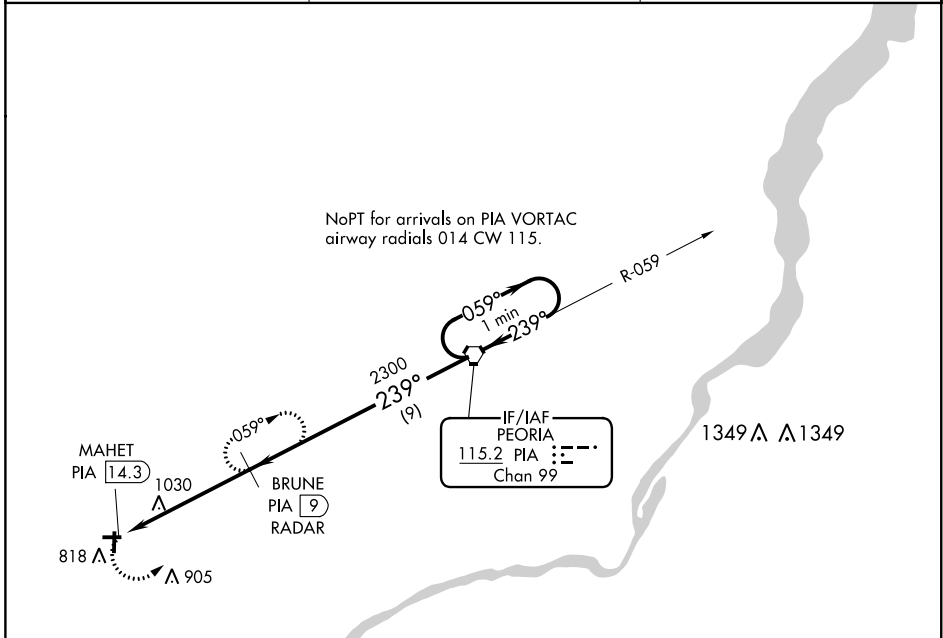 NoPT for arrivals on PIA VORTAC
airway radials 014 CW 115.
R-059
059°
1 min
239°
2300
239°
(9)
IF/IAF
PEORIA
115.2 PIA
Chan 99
1349 1349
059°
MAHET
PIA 14.3
1030
BRUNE
PIA 9
RADAR
818
905